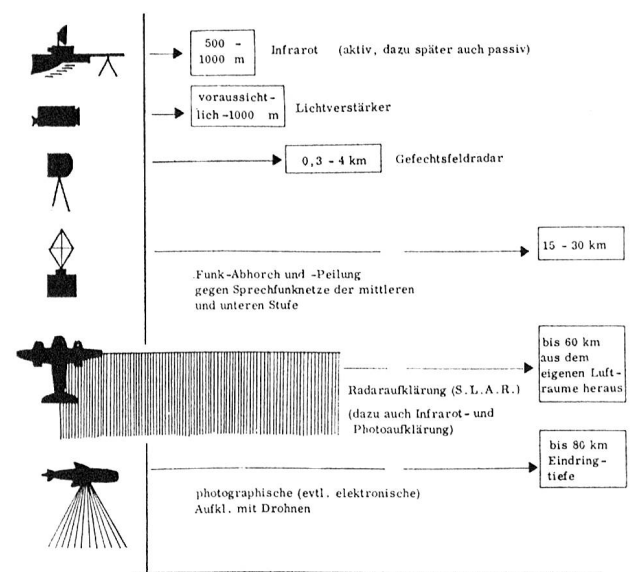 500 - Infrarot (aktiv, dazu später auch passiv)
1000 m
voraussicht-
lich -1000 m Lichtverstärker
0,3 - 4 km Gefechtsfeldradar
15 - 30 km
.Funk-Abhorch und -Peilung
gegen Sprechfunknetze der mittleren
und unteren Stufe
bis 60 km
aus dem
eigenen Luft-
raume heraus
Radaraufklärung (S.L.A.R.)
(dazu auch Infrarot- und
Photoaufklärung)
bis 80 km
Eindring-
tiefe
photographische (evtl. elektronische)
Aufkl. mit Drohnen